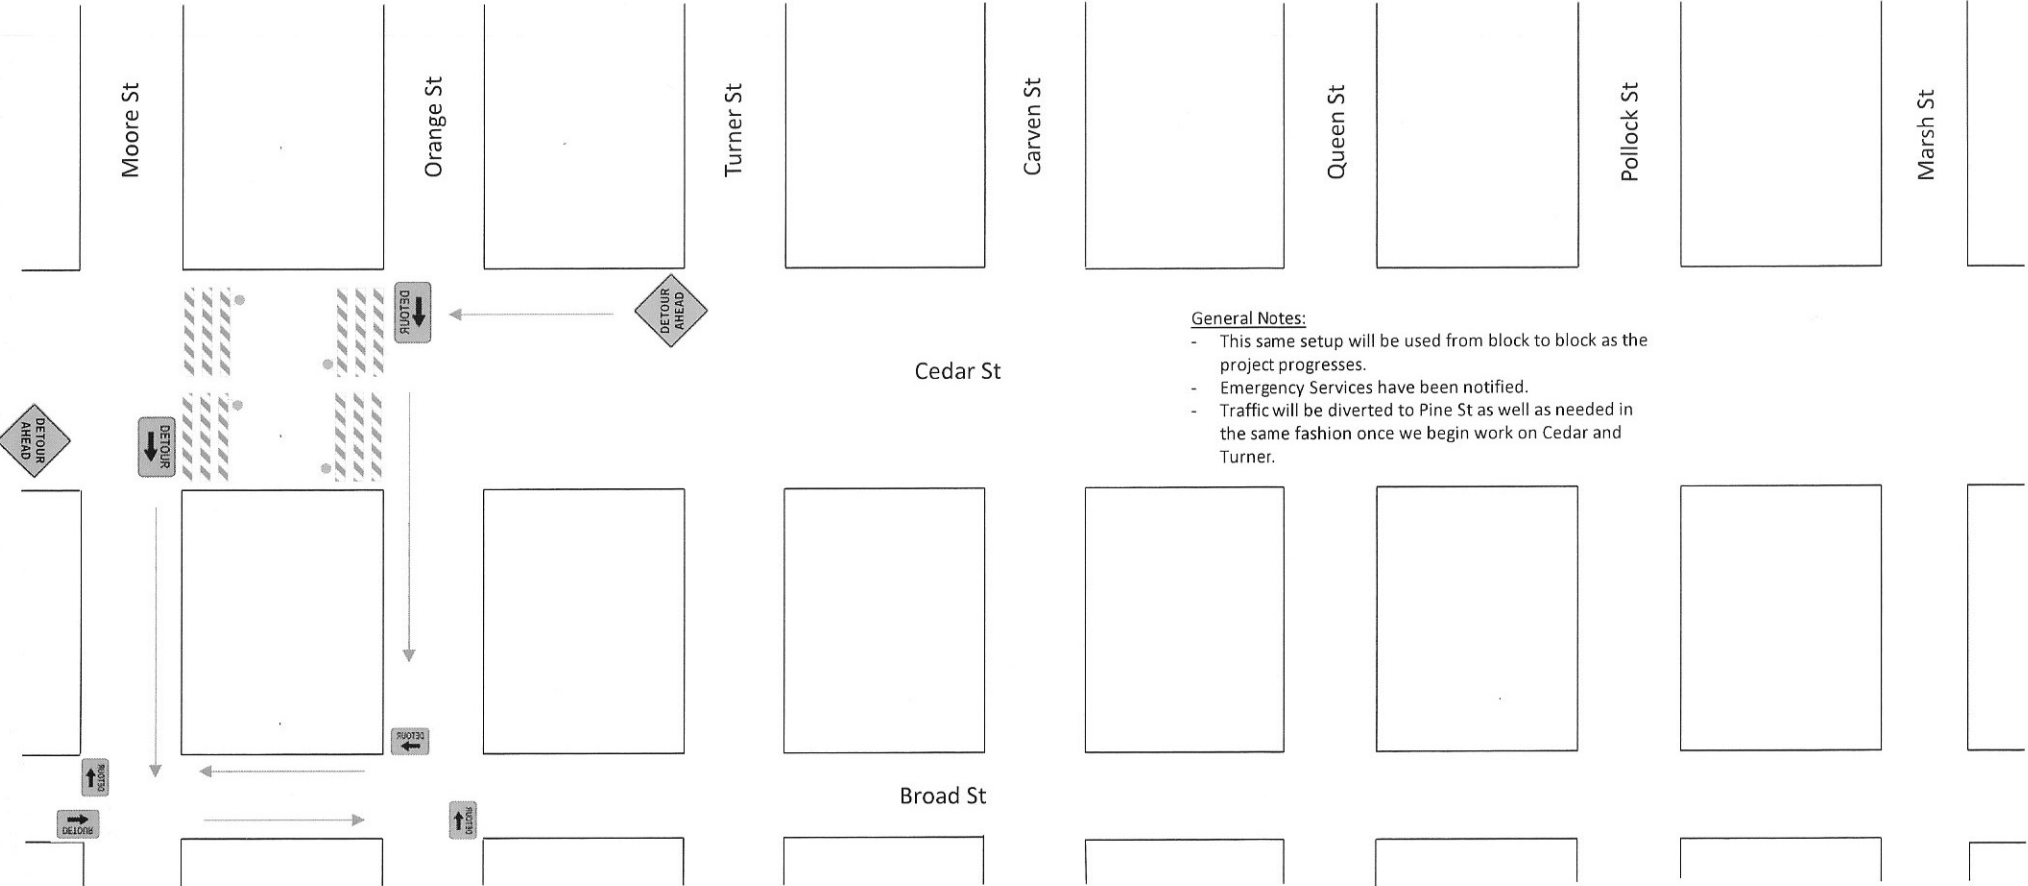 Moore St
Orange St
Turner St
Carven St
Queen St
Pollock St
Marsh St
DETOUR
DETOUR
AHEAD
General Notes:
- This same setup will be used from block to block as the
project progresses.
- Emergency Services have been notified.
- Traffic will be diverted to Pine St as well as needed in
the same fashion once we begin work on Cedar and
Turner.
Cedar St
DETOUR
AHEAD
DETOUR
DETOUR
DETOUR
DETOUR
DETOUR
Broad St